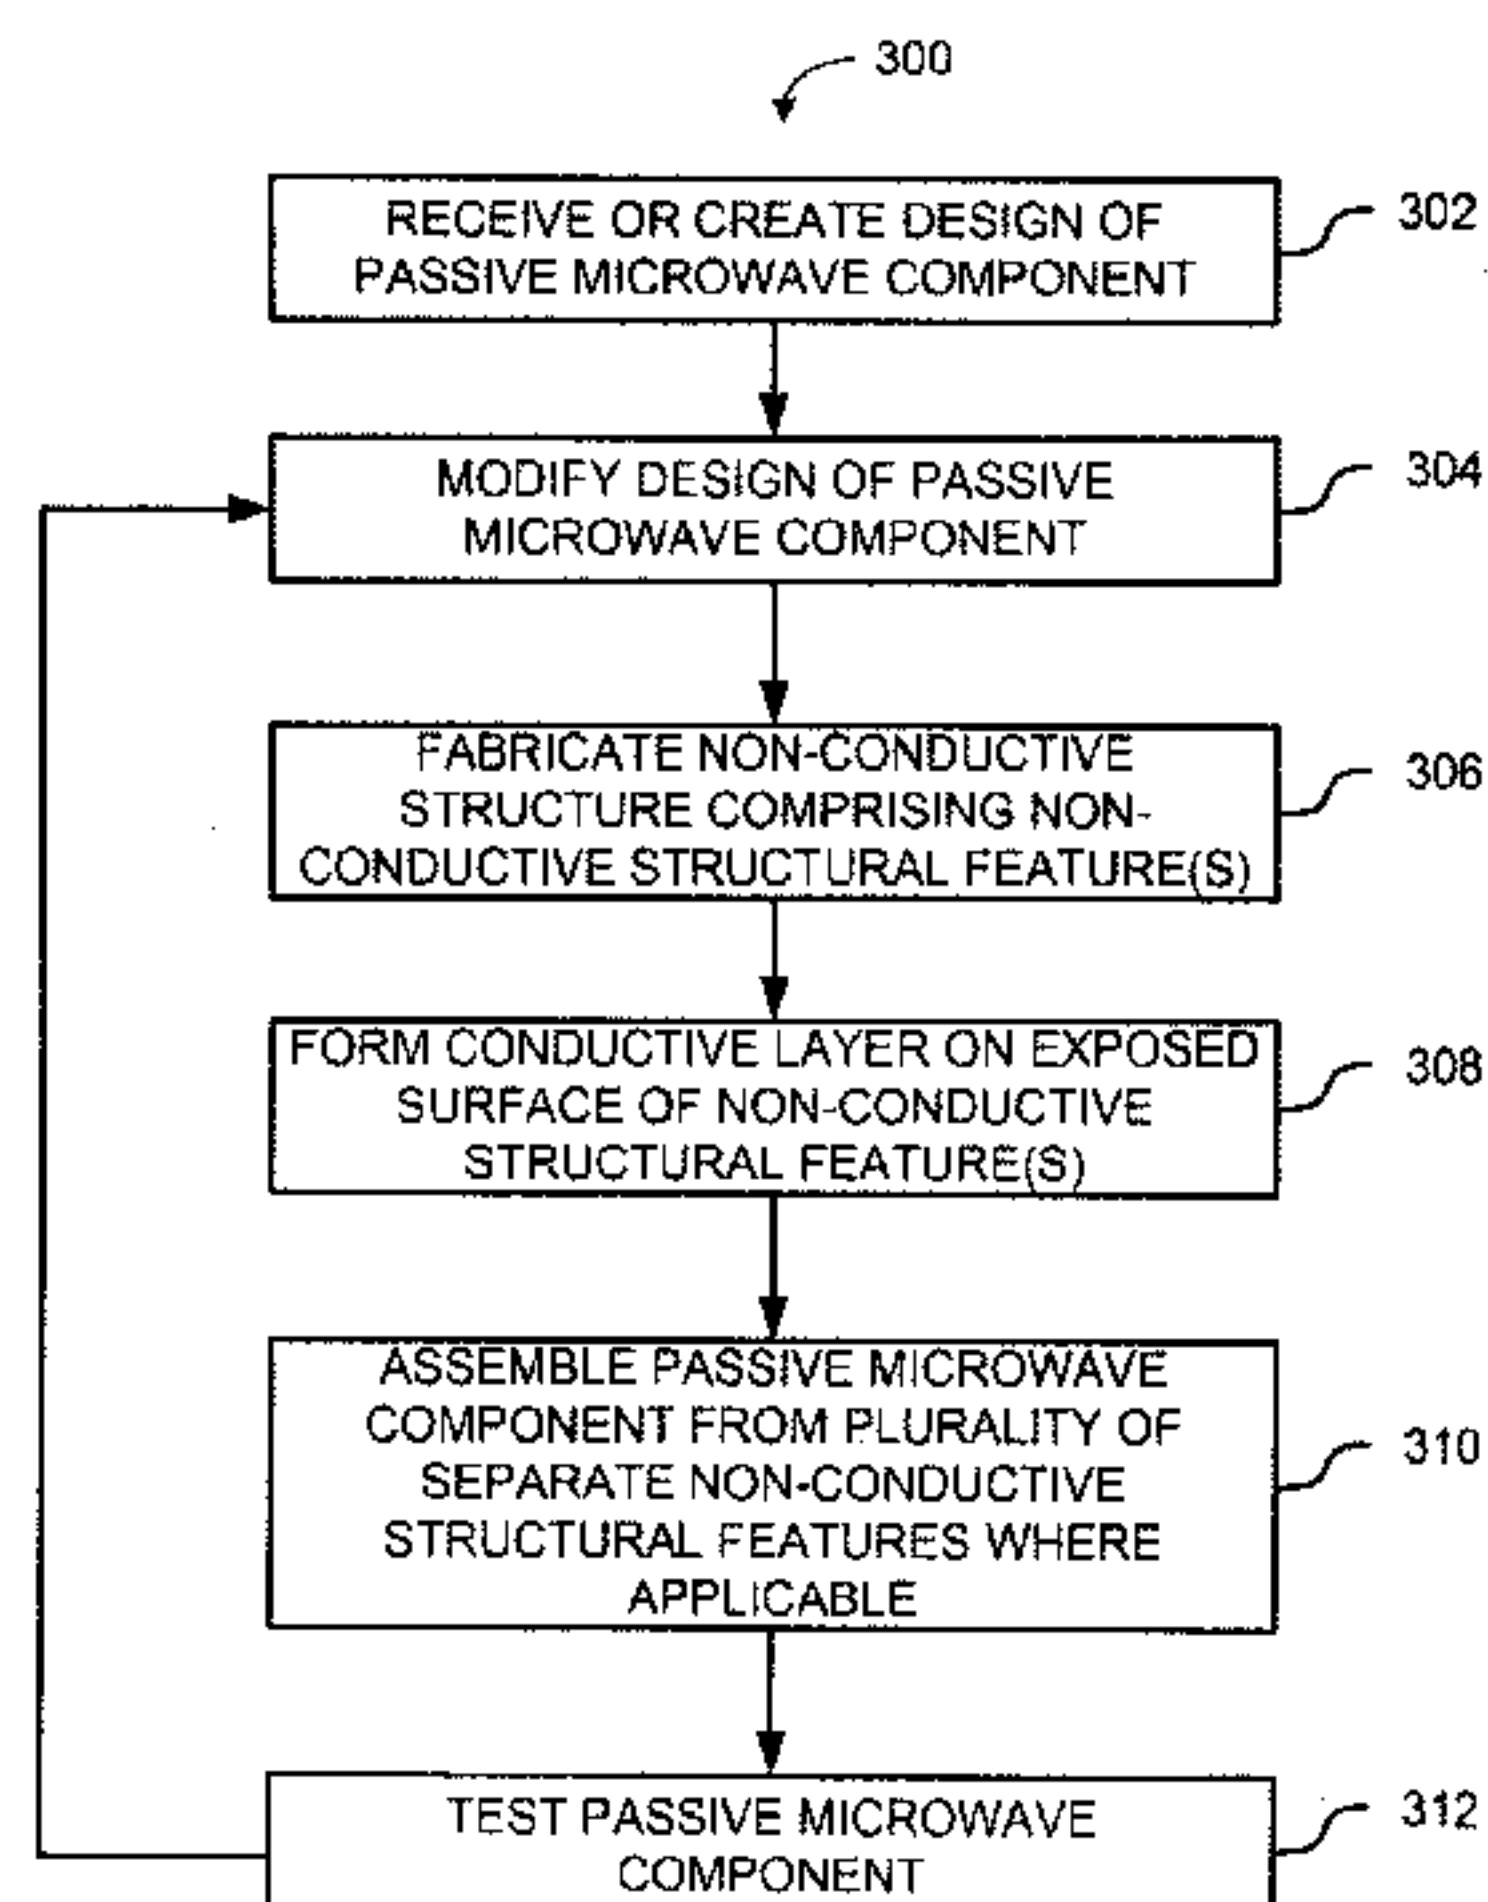 300
RECEIVE OR CREATE DESIGN OF
PASSIVE MICROWAVE COMPONENT
302
MODIFY DESIGN OF PASSIVE
MICROWAVE COMPONENT
304
FABRICATE NON-CONDUCTIVE
STRUCTURE COMPRISING NON-
CONDUCTIVE STRUCTURAL FEATURE(S)
306
FORM CONDUCTIVE LAYER ON EXPOSED
SURFACE OF NON-CONDUCTIVE
STRUCTURAL FEATURE(S)
308
ASSEMBLE PASSIVE MICROWAVE
COMPONENT FROM PLURALITY OF
SEPARATE NON-CONDUCTIVE
STRUCTURAL FEATURES WHERE
APPLICABLE
310
TEST PASSIVE MICROWAVE
COMPONENT
312